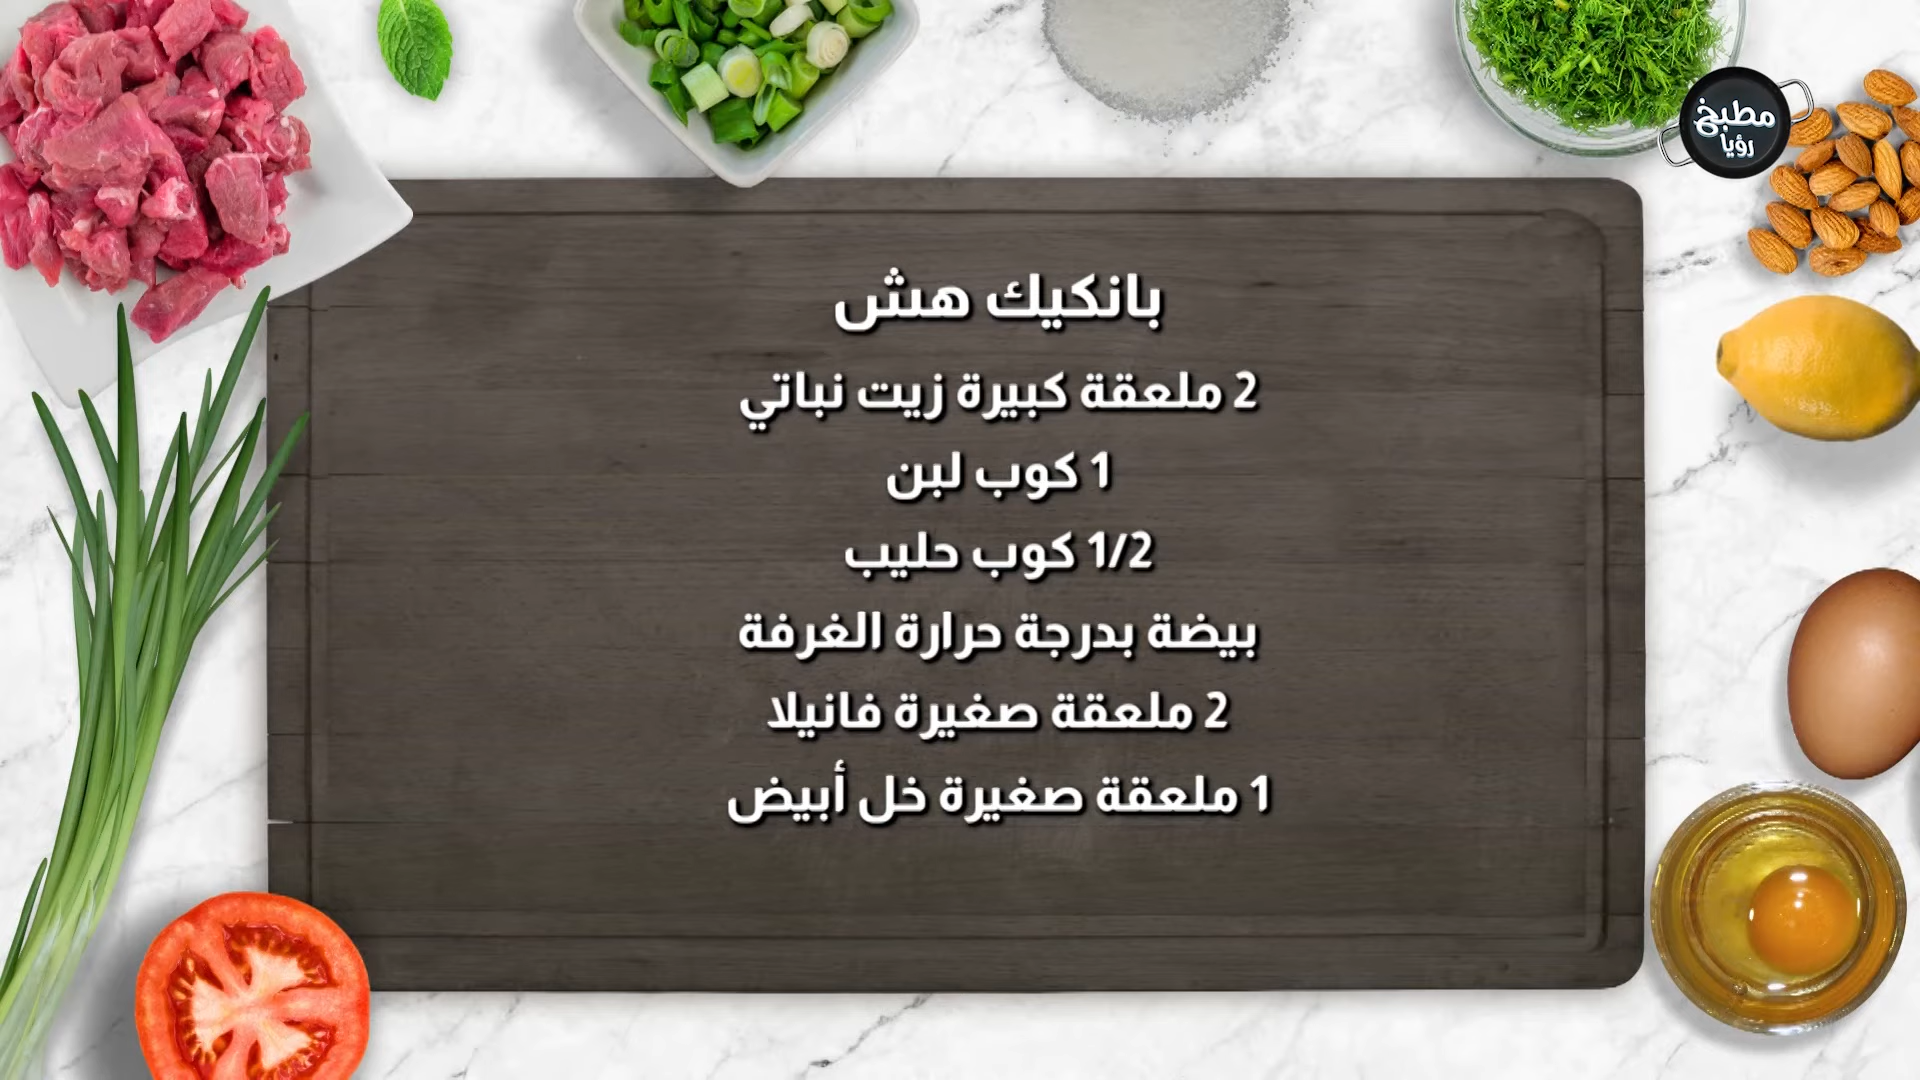 مطبخ
رؤيا
بانكيك هش
2 ملعقة كبيرة زيت نباتي
1 كوب لبن
1/2 كوب حليب
بيضة بدرجة حرارة الغرفة
2 ملعقة صغيرة فانيلا
1 ملعقة صغيرة خل أبيض